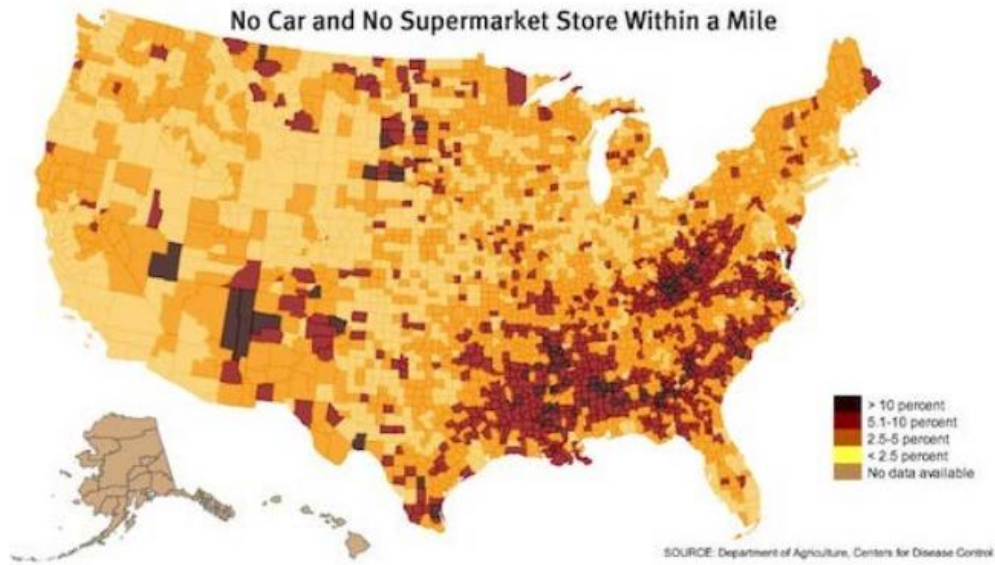 No Car and No Supermarket Store Within a Mile
> 10 percent
5.1-10 percent
2.5-5 percent
< 2.5 percent
No data available
SOURCE: Department of Agriculture, Centers for Disease Control